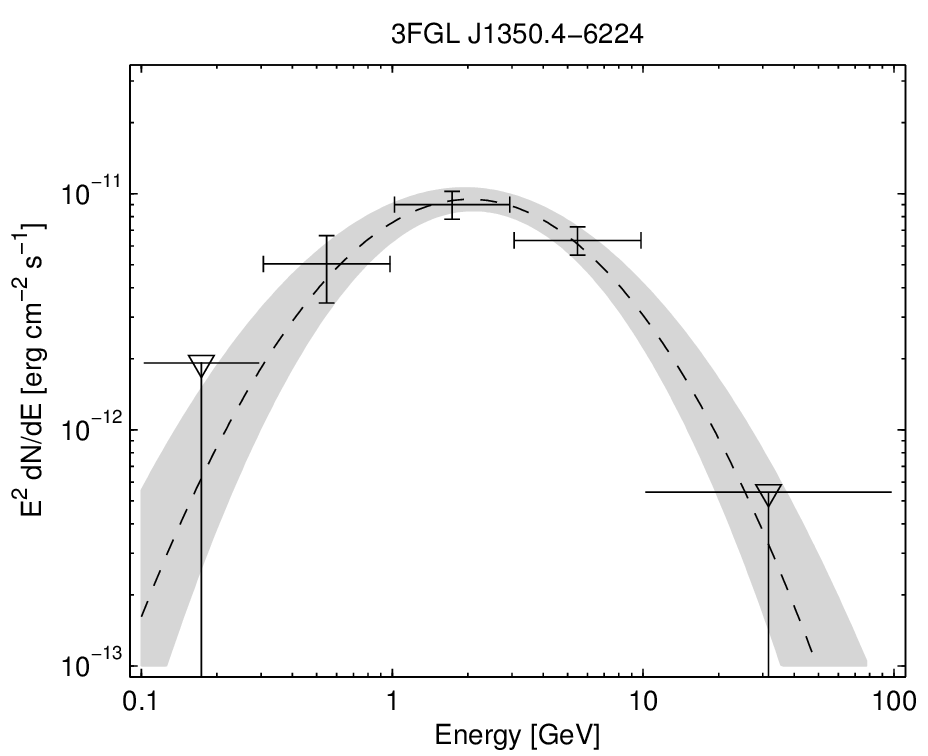 3FGL J1350.4−6224
E² dN/dE [erg cm⁻² s⁻¹]
10⁻¹¹
10⁻¹²
10⁻¹³
0.1 1 10 100
Energy [GeV]